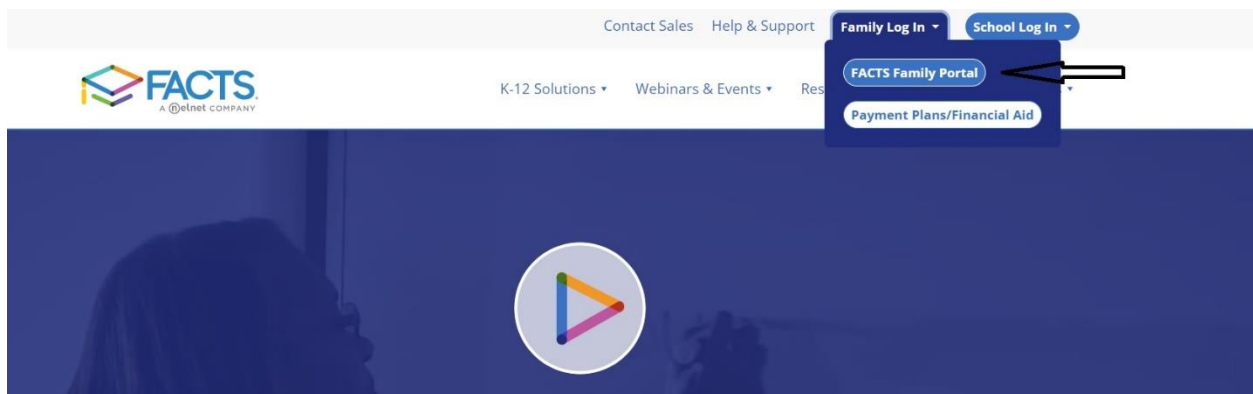 Contact Sales Help & Support Family Log In School Log In
FACTS Family Portal
FACTS
A nelnet COMPANY
K-12 Solutions Webinars & Events
Payment Plans/Financial Aid